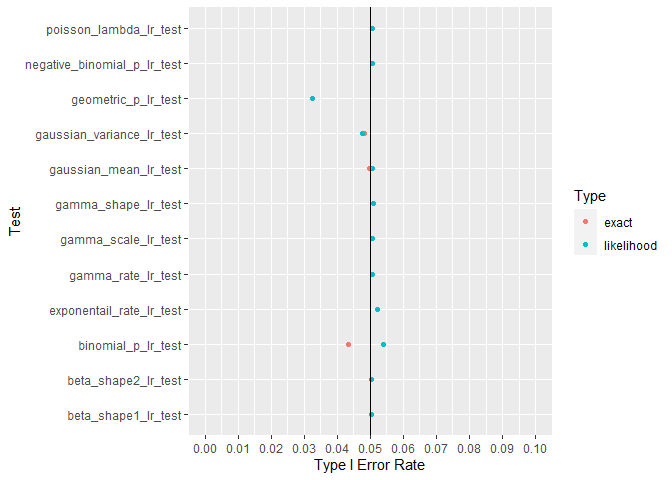 poisson_lambda_lr_test
negative_binomial_p_lr_test
geometric_p_lr_test
gaussian_variance_lr_test
gaussian_mean_lr_test
gamma_shape_lr_test
gamma_scale_lr_test
gamma_rate_lr_test
exponentail_rate_lr_test
binomial_p_lr_test
beta_shape2_lr_test
beta_shape1_lr_test
Test
0.00 0.01 0.02 0.03 0.04 0.05 0.06 0.07 0.08 0.09 0.10
Type I Error Rate
Type
exact
likelihood